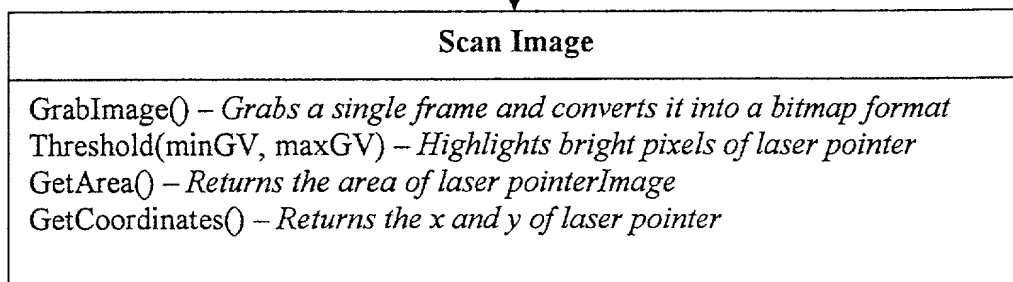 Scan Image
GrabImage() – Grabs a single frame and converts it into a bitmap format
Threshold(minGV, maxGV) – Highlights bright pixels of laser pointer
GetArea() – Returns the area of laser pointerImage
GetCoordinates() – Returns the x and y of laser pointer